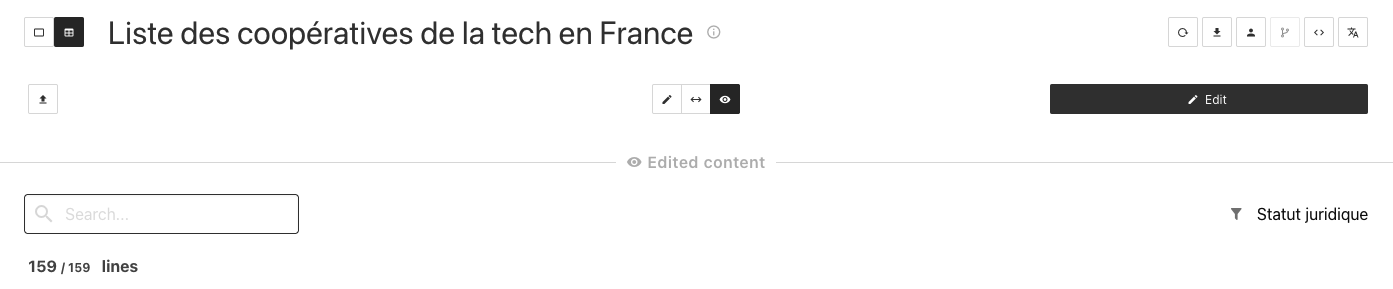 Liste des coopératives de la tech en France
Edit
Edited content
Search...
Statut juridique
159 / 159 lines